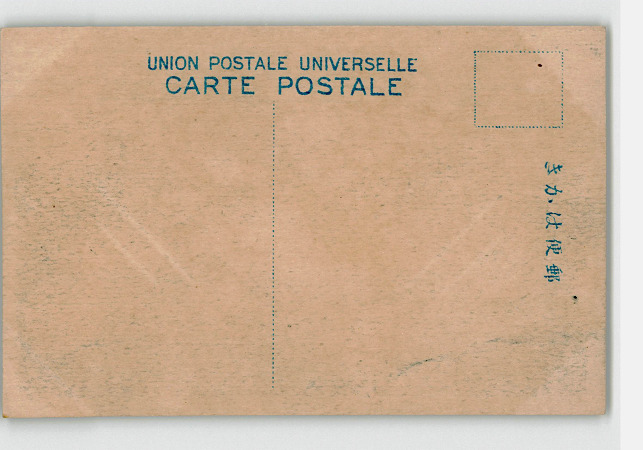 UNION POSTALE UNIVERSELLE
CARTE POSTALE
きかは便郵